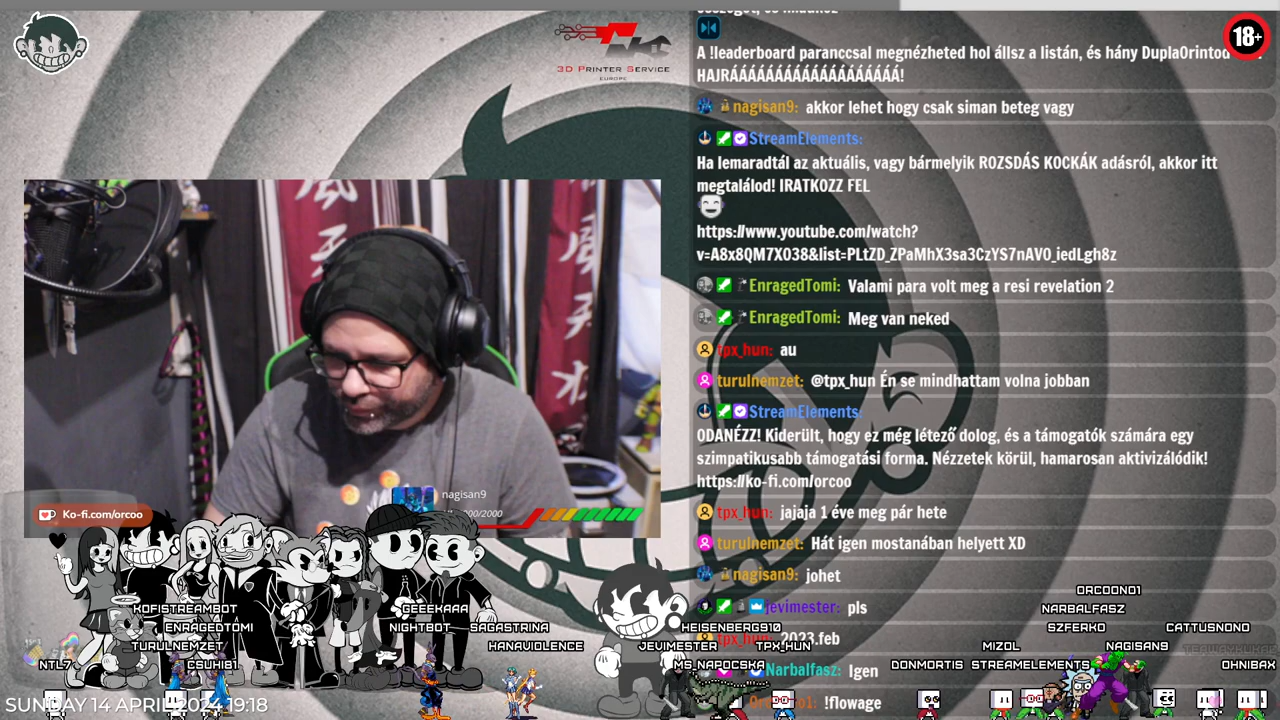 A !leaderboard paranccsal megnézheted hol állsz a listán, és hány DuplaOrintod
HAJRÁÁÁÁÁÁÁÁÁÁÁÁÁÁÁÁÁÁÁ!
18+
3D PRINTER SERVICE
EUROPE
nagisan9: akkor lehet hogy csak siman beteg vagy
StreamElements:
Ha lemaradtál az aktuális, vagy bármelyik ROZSDÁS KOCKÁK adásról, akkor itt
megtalálod! IRATKOZZ FEL
https://www.youtube.com/watch?
v=A8x8QM7X038&list=PLtZD_ZPaMhX3sa3CzYS7nAV0_iedLgh8z
EnragedTomi: Valami para volt meg a resi revelation 2
EnragedTomi: Meg van neked
tpx_hun: au
turulnemzet: @tpx_hun Én se mindhattam volna jobban
StreamElements:
ODANÉZZ! Kiderült, hogy ez még létező dolog, és a támogatók számára egy
szimpatikusabb támogatási forma. Nézzetek körül, hamarosan aktivizálódik!
https://ko-fi.com/orcoo
tpx_hun: jajaja 1 éve meg pár hete
turulnemzet: Hát igen mostanában helyett XD
nagisan9: johet
jevimester: pls
tpx_hun: 2023.feb
Narbalfasz: Igen
!flowage
nagisan9
/2000
Ko-fi.com/orcoo
KOFISTREAMBOT
GEEEKAAA
ENRAGEDTOMI
NIGHTBOT
SAGASTRINA
TURULNEMZET
HANAVIOLENCE
NTL7
CSUHI81
HEISENBERG910
JEVIMESTER
TPX_HUN
MS_NAPOCSKA
ORCOON01
NARBALFASZ
SZFERKO
CATTUSNONO
MIZOL
NAGISAN9
DONMORTIS
STREAMELEMENTS
OHNIBAX
SUNDAY 14 APRIL 2024 19:18